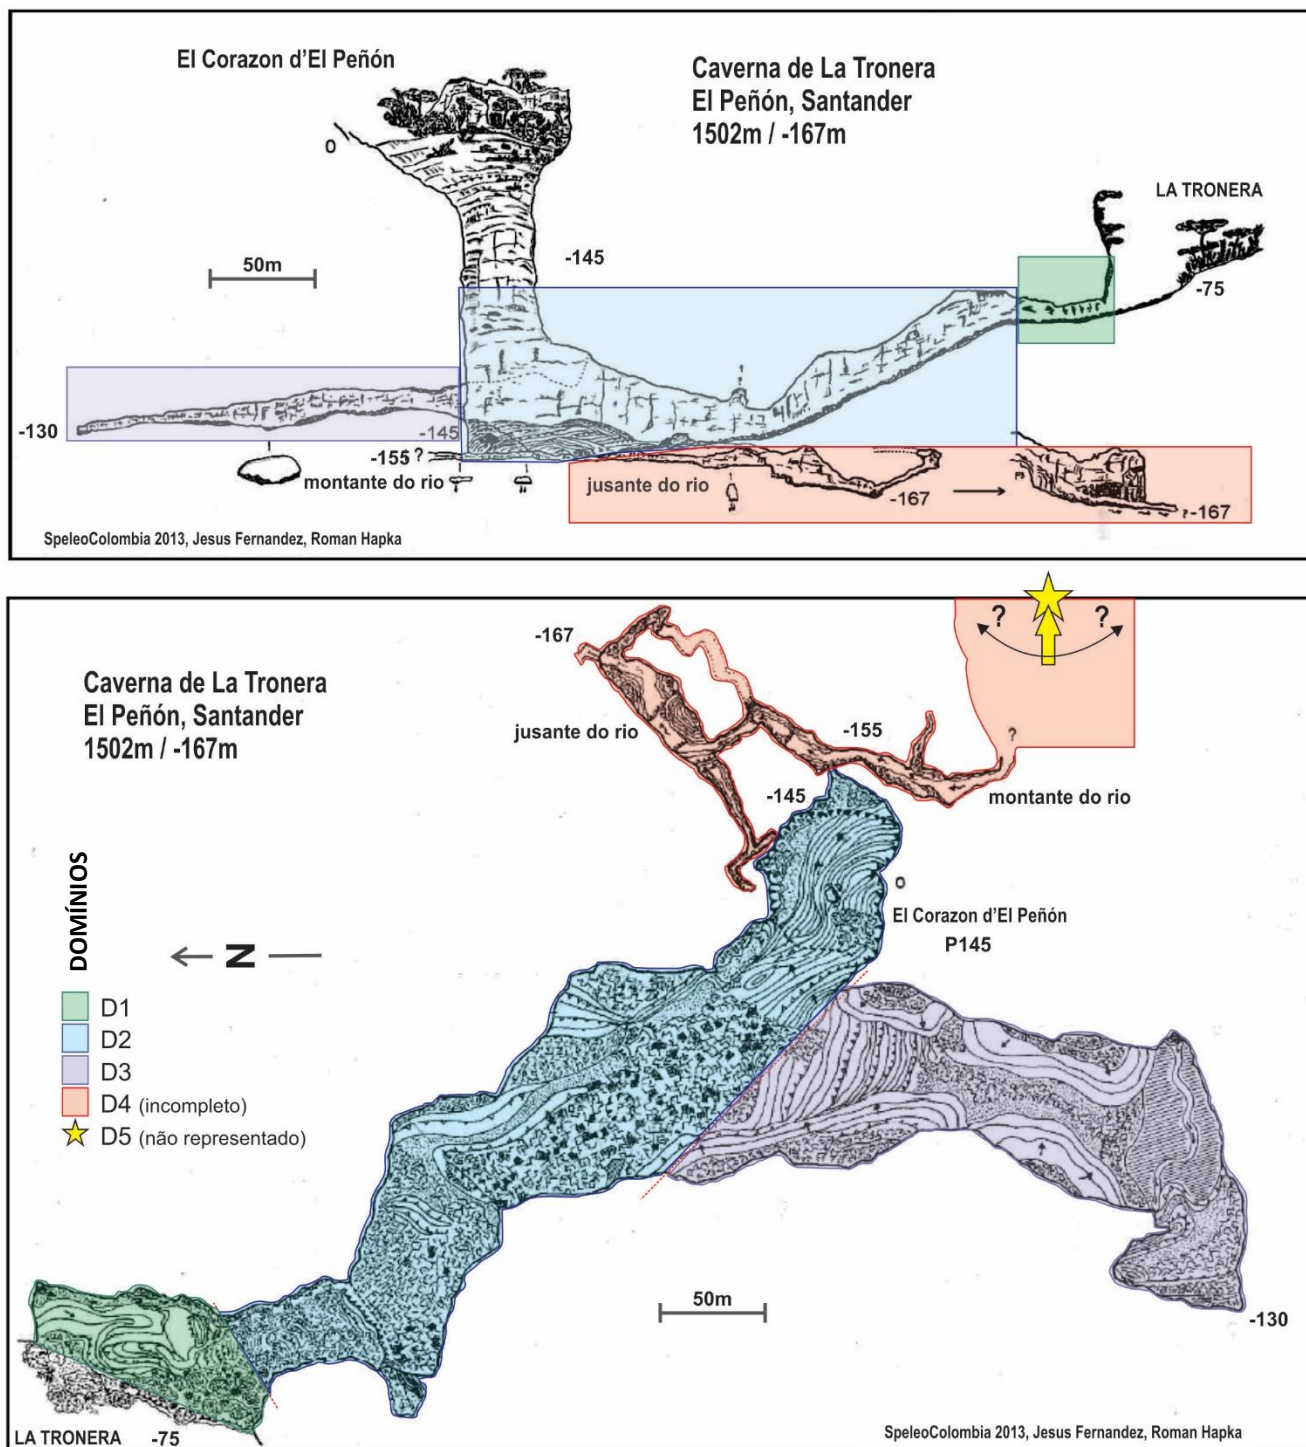 El Corazon d'El Peñón
Caverna de La Tronera
El Peñón, Santander
1502m / -167m
0
LA TRONERA
-145
50m
-75
-130
-145
-155 ?
montante do rio
jusante do rio
-167
-167
SpeleoColombia 2013, Jesus Fernandez, Roman Hapka
? ?
-167
Caverna de La Tronera
El Peñón, Santander
1502m / -167m
jusante do rio
-155
?
-145
montante do rio
0
El Corazon d'El Peñón
P145
N
DOMÍNIOS
D1
D2
D3
D4 (incompleto)
D5 (não representado)
50m
-130
LA TRONERA -75
SpeleoColombia 2013, Jesus Fernandez, Roman Hapka